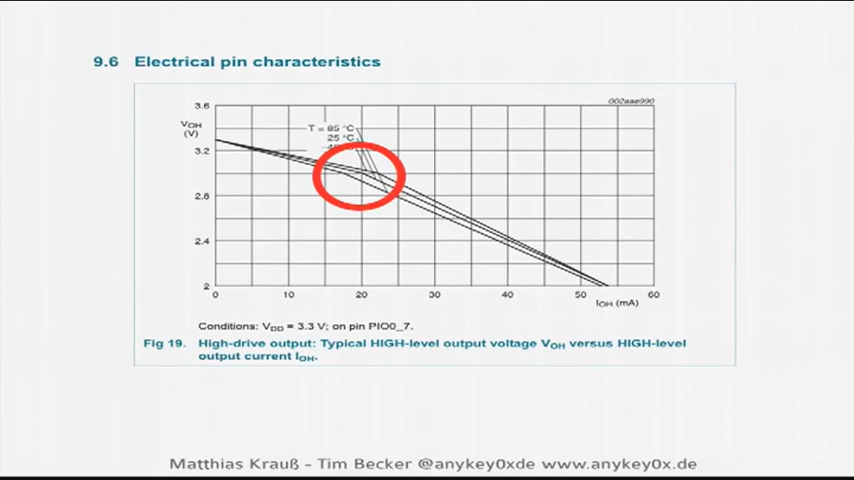 9.6 Electrical pin characteristics
002aae990
3.6
VOH
(V)
T = 85 °C
25 °C
3.2
2.8
2.4
2
0 10 20 30 40 50 60
IOH (mA)
Conditions: VDD = 3.3 V; on pin PIO0_7.
Fig 19. High-drive output: Typical HIGH-level output voltage VOH versus HIGH-level
output current IOH.
Matthias Krauß - Tim Becker @anykey0xde www.anykey0x.de